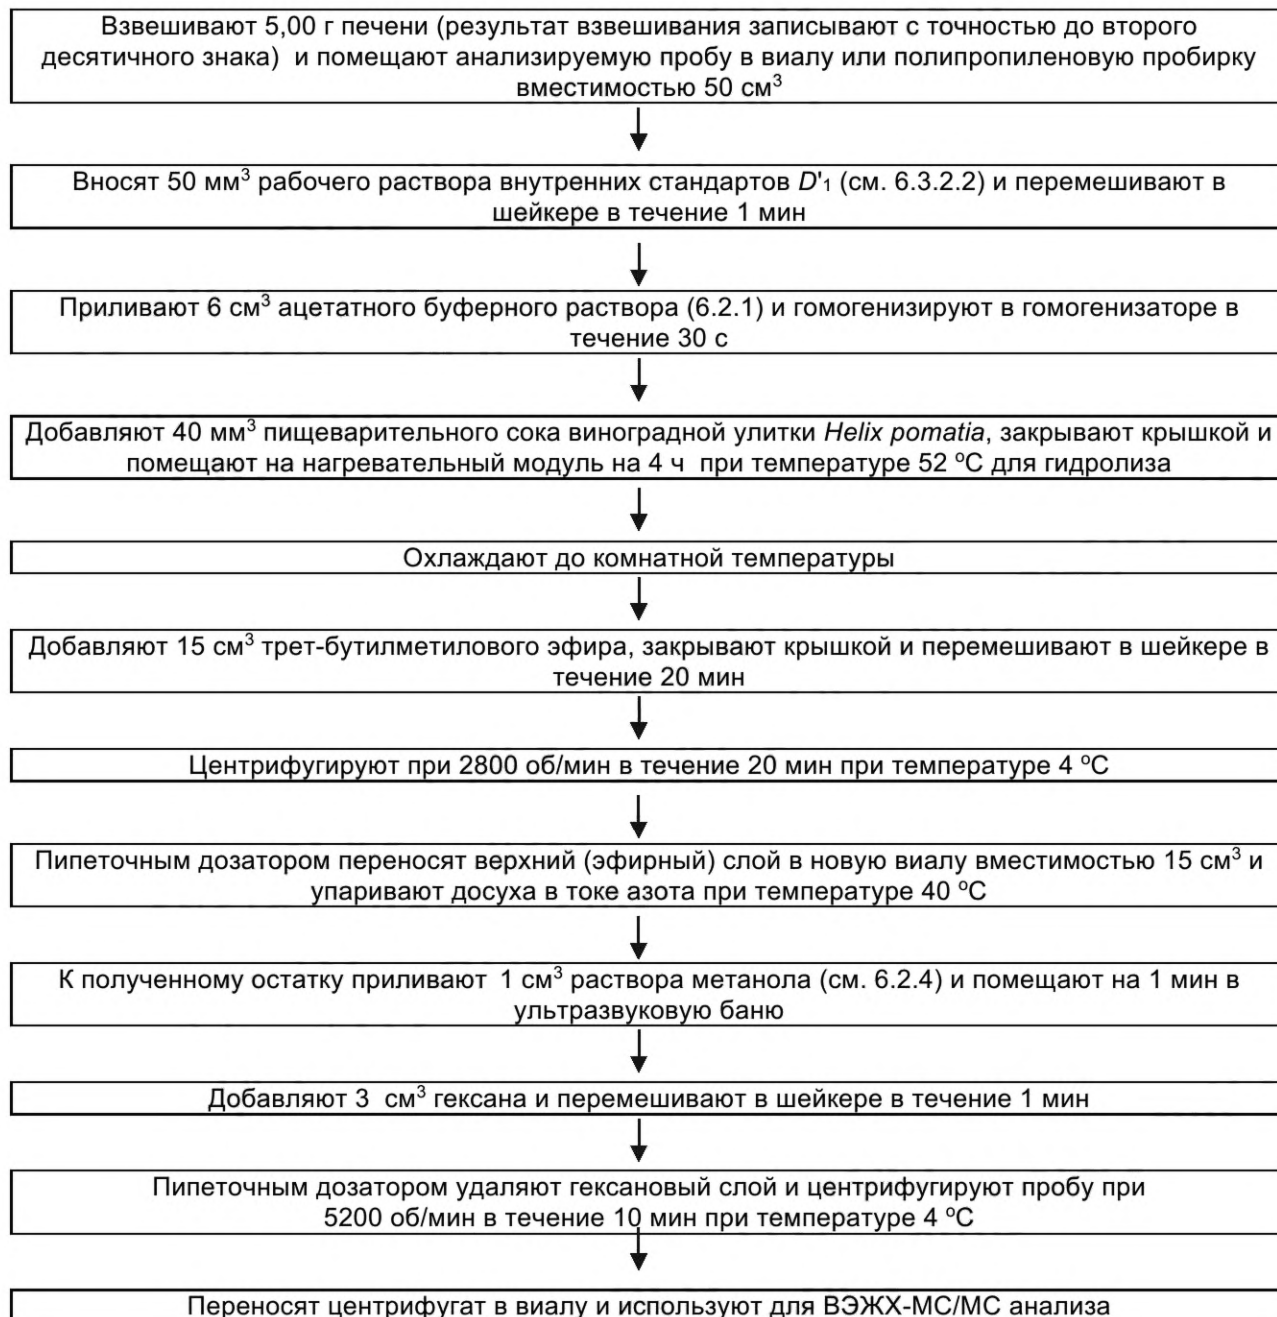 Взвешивают 5,00 г печени (результат взвешивания записывают с точностью до второго
десятичного знака) и помещают анализируемую пробу в виалу или полипропиленовую пробирку
вместимостью 50 см³
Вносят 50 мм³ рабочего раствора внутренних стандартов D'₁ (см. 6.3.2.2) и перемешивают в
шейкере в течение 1 мин
Приливают 6 см³ ацетатного буферного раствора (6.2.1) и гомогенизируют в гомогенизаторе в
течение 30 с
Добавляют 40 мм³ пищеварительного сока виноградной улитки Helix pomatia, закрывают крышкой и
помещают на нагревательный модуль на 4 ч при температуре 52 °С для гидролиза
Охлаждают до комнатной температуры
Добавляют 15 см³ трет-бутилметилового эфира, закрывают крышкой и перемешивают в шейкере в
течение 20 мин
Центрифугируют при 2800 об/мин в течение 20 мин при температуре 4 °С
Пипеточным дозатором переносят верхний (эфирный) слой в новую виалу вместимостью 15 см³ и
упаривают досуха в токе азота при температуре 40 °С
К полученному остатку приливают 1 см³ раствора метанола (см. 6.2.4) и помещают на 1 мин в
ультразвуковую баню
Добавляют 3 см³ гексана и перемешивают в шейкере в течение 1 мин
Пипеточным дозатором удаляют гексановый слой и центрифугируют пробу при
5200 об/мин в течение 10 мин при температуре 4 °С
Переносят центрифугат в виалу и используют для ВЭЖХ-МС/МС анализа